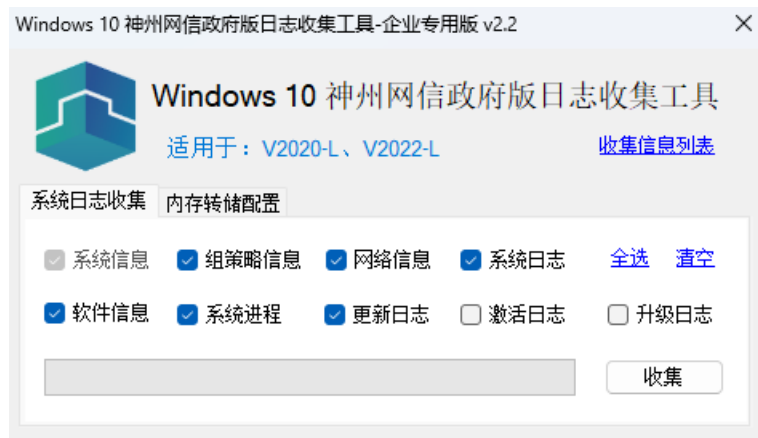 Windows 10 神州网信政府版日志收集工具-企业专用版 v2.2
Windows 10 神州网信政府版日志收集工具
适用于：V2020-L、V2022-L 收集信息列表
系统日志收集 内存转储配置
系统信息 组策略信息 网络信息 系统日志 全选 清空
软件信息 系统进程 更新日志 激活日志 升级日志
收集